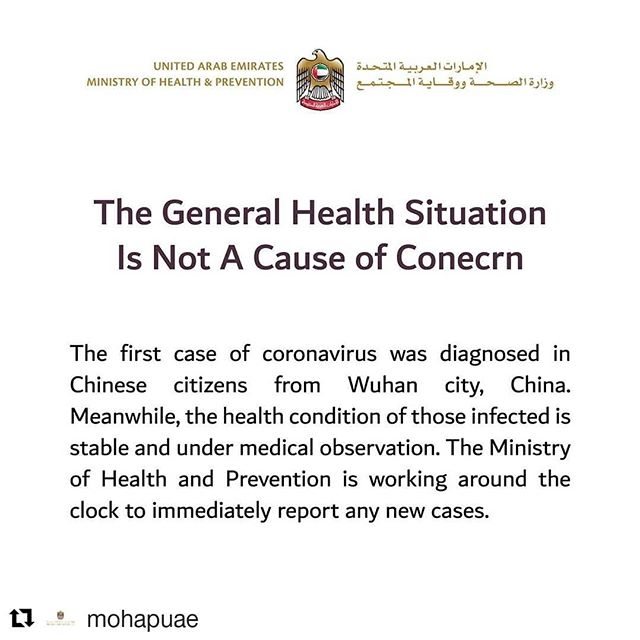 UNITED ARAB EMIRATES
MINISTRY OF HEALTH & PREVENTION
الإمارات العربية المتحدة
وزارة الصحة ووقاية المجتمع
The General Health Situation
Is Not A Cause of Conecrn
The first case of coronavirus was diagnosed in
Chinese citizens from Wuhan city, China.
Meanwhile, the health condition of those infected is
stable and under medical observation. The Ministry
of Health and Prevention is working around the
clock to immediately report any new cases.
mohapuae